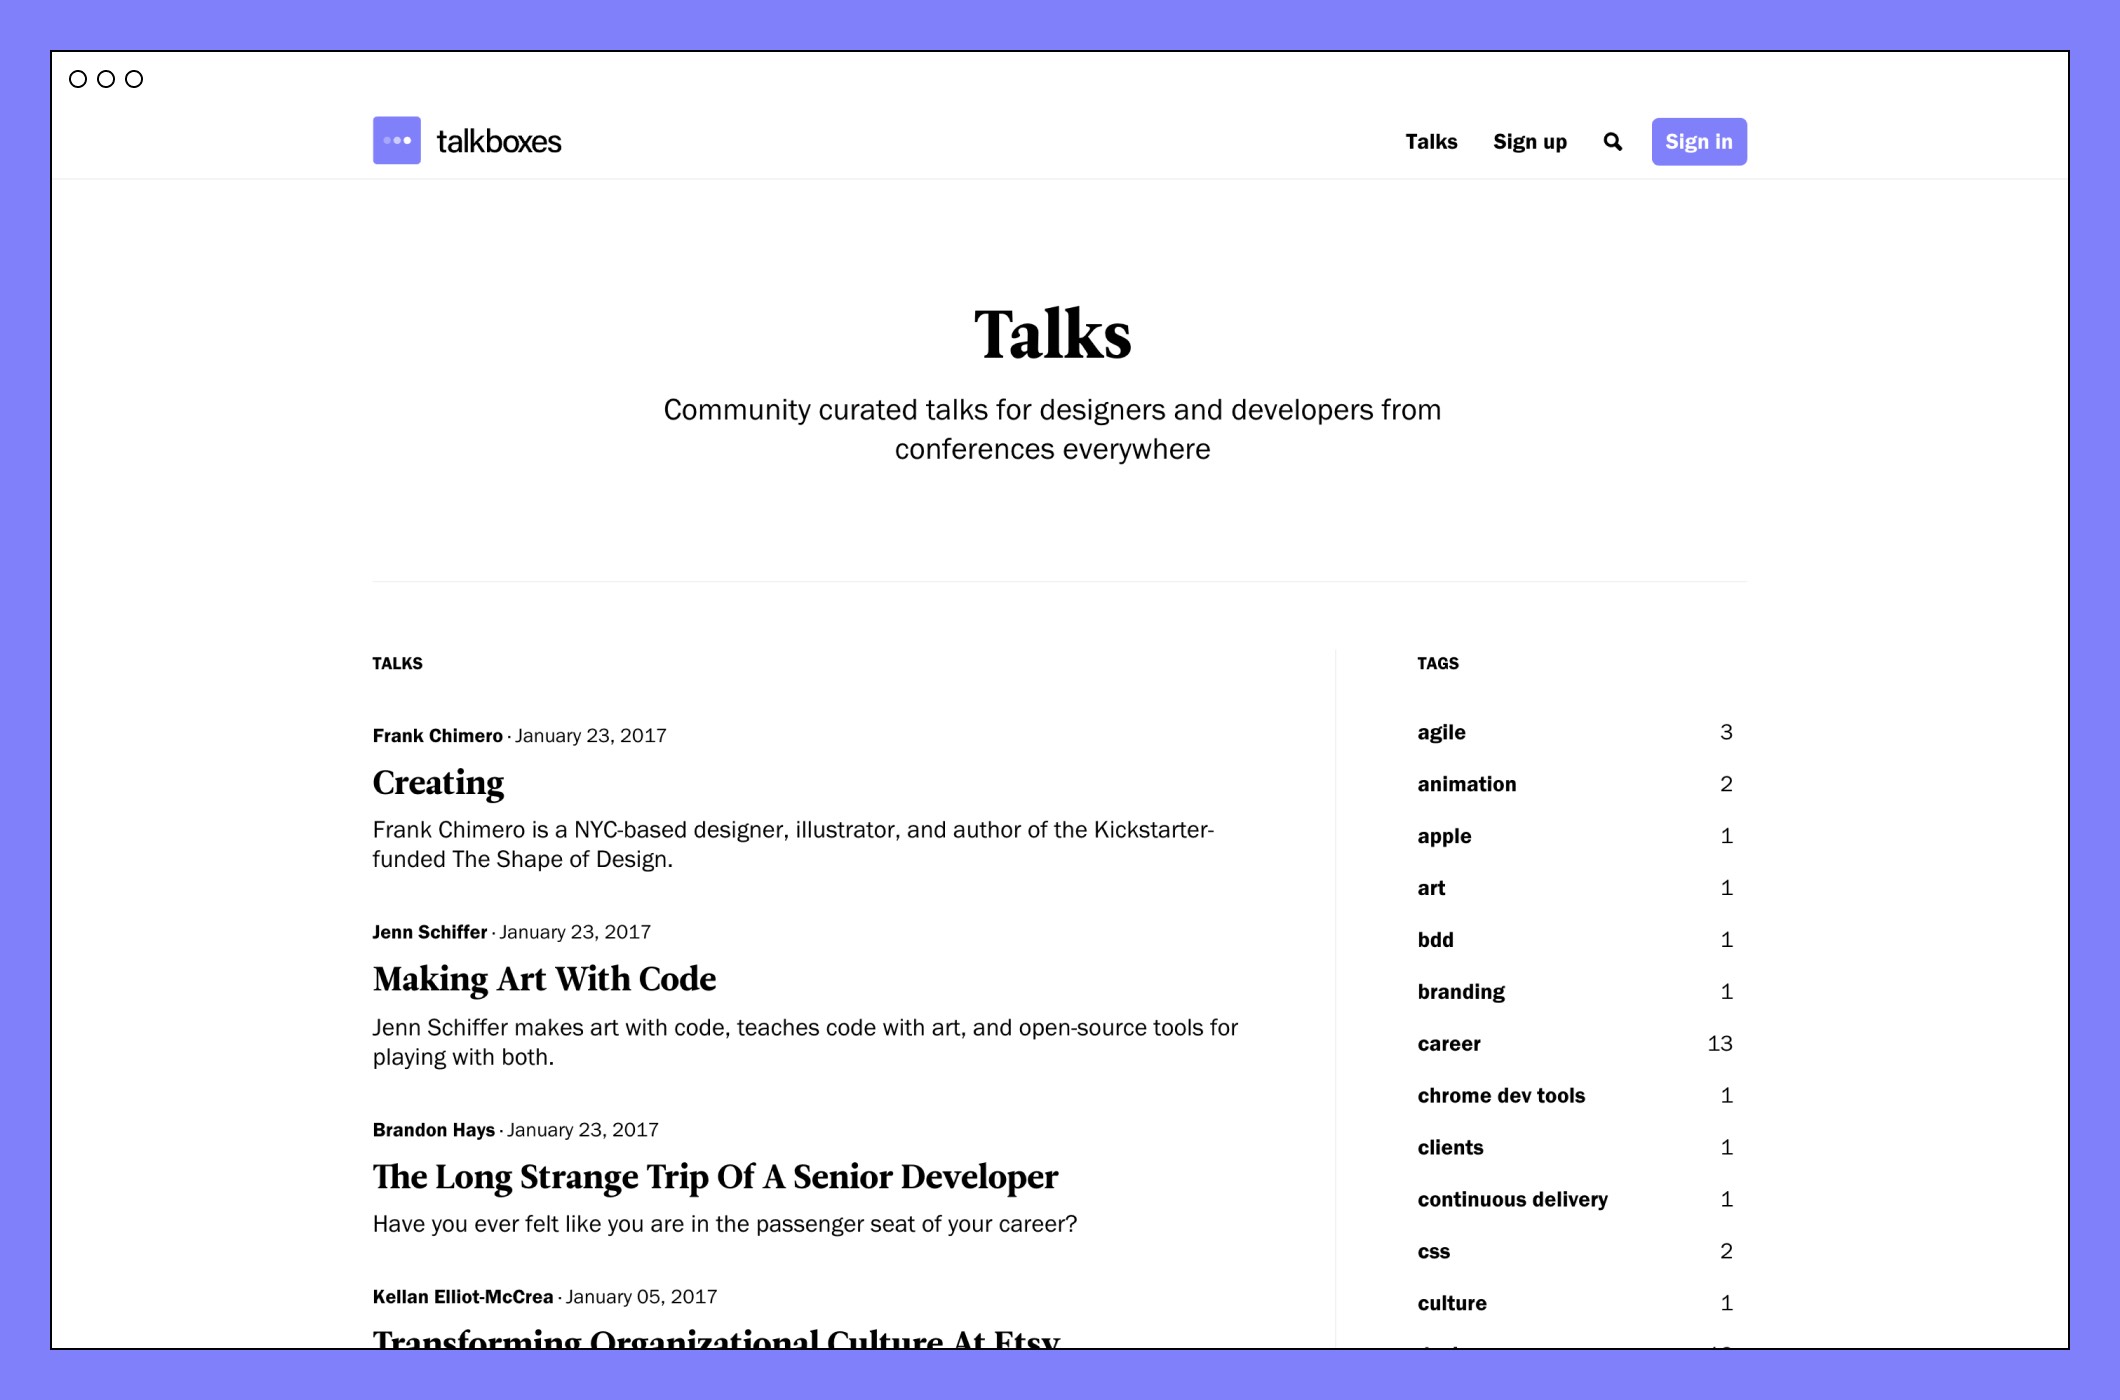 talkboxes
Talks
Sign up
Sign in
Talks
Community curated talks for designers and developers from
conferences everywhere
TALKS
Frank Chimero · January 23, 2017
Creating
Frank Chimero is a NYC-based designer, illustrator, and author of the Kickstarter-
funded The Shape of Design.
Jenn Schiffer · January 23, 2017
Making Art With Code
Jenn Schiffer makes art with code, teaches code with art, and open-source tools for
playing with both.
Brandon Hays · January 23, 2017
The Long Strange Trip Of A Senior Developer
Have you ever felt like you are in the passenger seat of your career?
Kellan Elliot-McCrea · January 05, 2017
Transforming Organizational Culture At Etsy
TAGS
agile 3
animation 2
apple 1
art 1
bdd 1
branding 1
career 13
chrome dev tools 1
clients 1
continuous delivery 1
css 2
culture 1